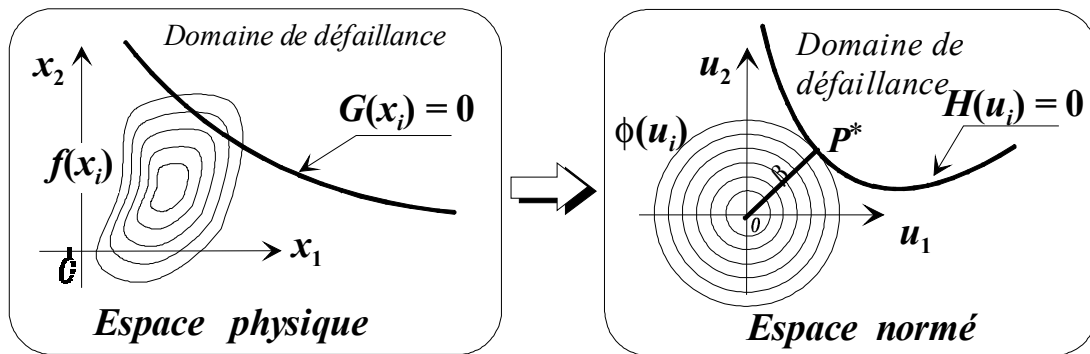 Domaine de défaillance
x2
G(xi) = 0
f(xi)
x1
Espace physique
Domaine de
défaillance
u2
H(ui) = 0
ϕ(ui)
P*
β
0
u1
Espace normé